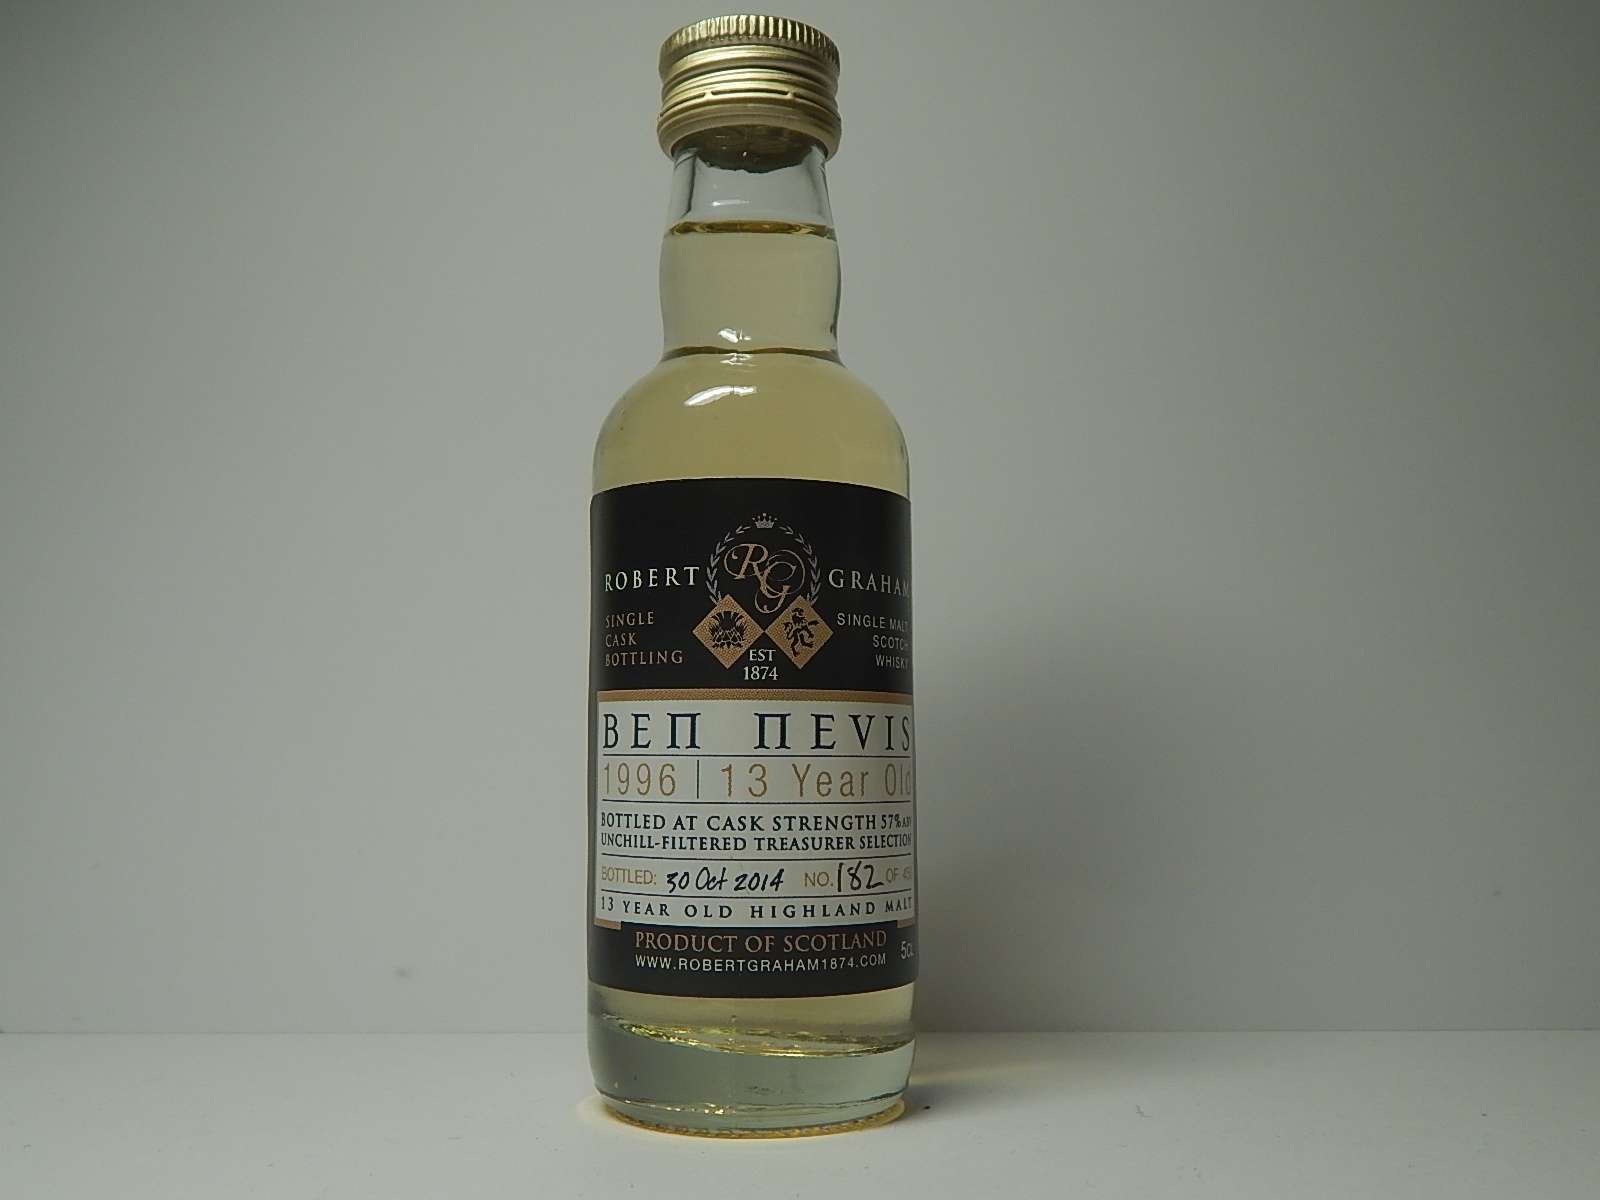 ROBERT RG GRAHAM
SINGLE CASK BOTTLING
SINGLE MALT SCOTCH WHISKY
EST
1874
BEN NEVIS
1996 | 13 Year Old
BOTTLED AT CASK STRENGTH 57% ABV
UNCHILL-FILTERED TREASURER SELECTION
BOTTLED: 30 Oct 2014 NO. 182 OF
13 YEAR OLD HIGHLAND MALT
PRODUCT OF SCOTLAND
WWW.ROBERTGRAHAM1874.COM 5CL